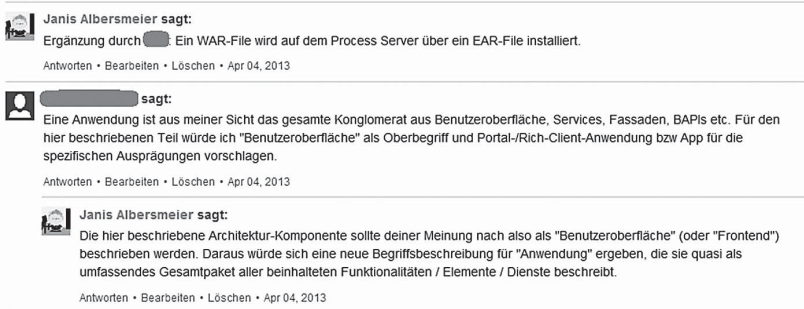 Janis Albersmeier sagt:
Ergänzung durch : Ein WAR-File wird auf dem Process Server über ein EAR-File installiert.
Antworten • Bearbeiten • Löschen • Apr 04, 2013
sagt:
Eine Anwendung ist aus meiner Sicht das gesamte Konglomerat aus Benutzeroberfläche, Services, Fassaden, BAPIs etc. Für den
hier beschriebenen Teil würde ich "Benutzeroberfläche" als Oberbegriff und Portal-/Rich-Client-Anwendung bzw App für die
spezifischen Ausprägungen vorschlagen.
Antworten • Bearbeiten • Löschen • Apr 04, 2013
Janis Albersmeier sagt:
Die hier beschriebene Architektur-Komponente sollte deiner Meinung nach also als "Benutzeroberfläche" (oder "Frontend")
beschrieben werden. Daraus würde sich eine neue Begriffsbeschreibung für "Anwendung" ergeben, die sie quasi als
umfassendes Gesamtpaket aller beinhalteten Funktionalitäten / Elemente / Dienste beschreibt.
Antworten • Bearbeiten • Löschen • Apr 04, 2013